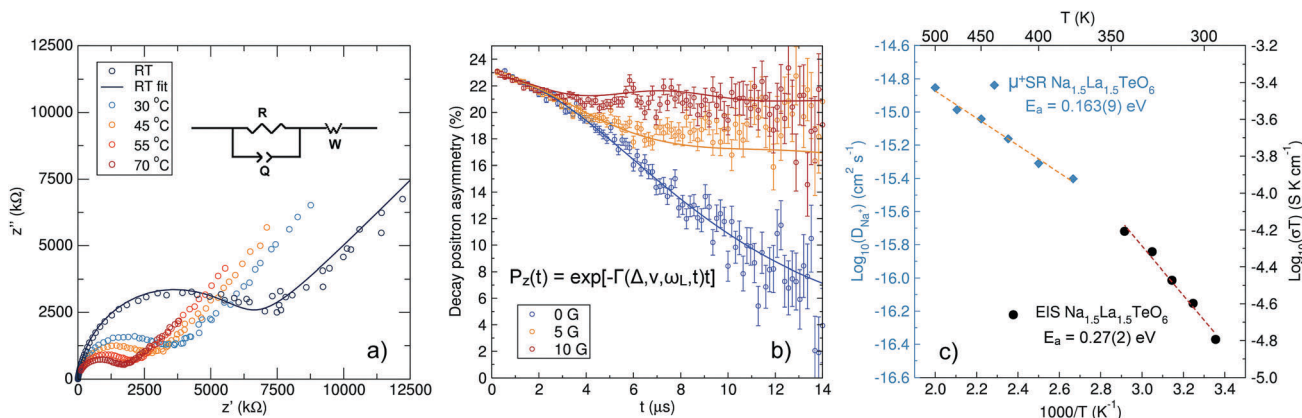 12500
10000
7500
5000
2500
0
z'' (kΩ)
RT
RT fit
30 °C
45 °C
55 °C
70 °C
R
Q
W
a)
0 2500 5000 7500 10000 12500
z' (kΩ)
24
22
20
18
16
14
12
10
8
6
4
2
0
Decay positron asymmetry (%)
P_z(t) = exp[-Γ(Δ,ν,ω_L,t)t]
0 G
5 G
10 G
b)
0 2 4 6 8 10 12 14
t (μs)
T (K)
500 450 400 350 300
-14.6
-14.8
-15.0
-15.2
-15.4
-15.6
-15.8
-16.0
-16.2
-16.4
-16.6
Log₁₀(D_Na⁺) (cm² s⁻¹)
μ⁺SR Na₁.₅La₁.₅TeO₆
Eₐ = 0.163(9) eV
EIS Na₁.₅La₁.₅TeO₆
Eₐ = 0.27(2) eV
c)
-3.2
-3.4
-3.6
-3.8
-4.0
-4.2
-4.4
-4.6
-4.8
-5.0
Log₁₀(σT) (S K cm⁻¹)
2.0 2.2 2.4 2.6 2.8 3.0 3.2 3.4
1000/T (K⁻¹)